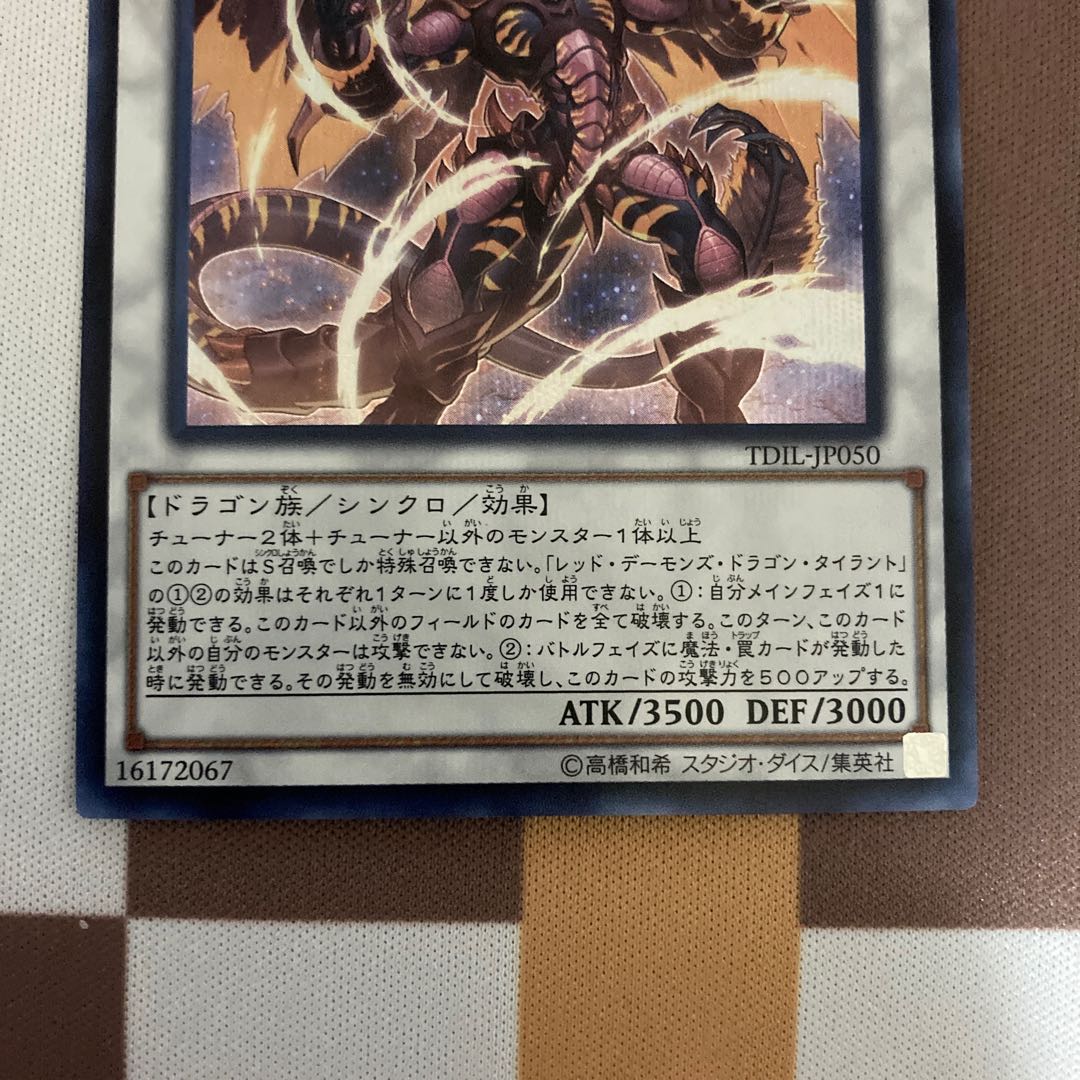 TDIL-JP050
【ドラゴン族／シンクロ／効果】
チューナー２体＋チューナー以外のモンスター１体以上
このカードはＳ召喚でしか特殊召喚できない。「レッド・デーモンズ・ドラゴン・タイラント」
の①②の効果はそれぞれ１ターンに１度しか使用できない。①：自分メインフェイズ１に
発動できる。このカード以外のフィールドのカードを全て破壊する。このターン、このカード
以外の自分のモンスターは攻撃できない。②：バトルフェイズに魔法・罠カードが発動した
時に発動できる。その発動を無効にして破壊し、このカードの攻撃力を５００アップする。
ATK/3500 DEF/3000
16172067
©高橋和希 スタジオ・ダイス/集英社